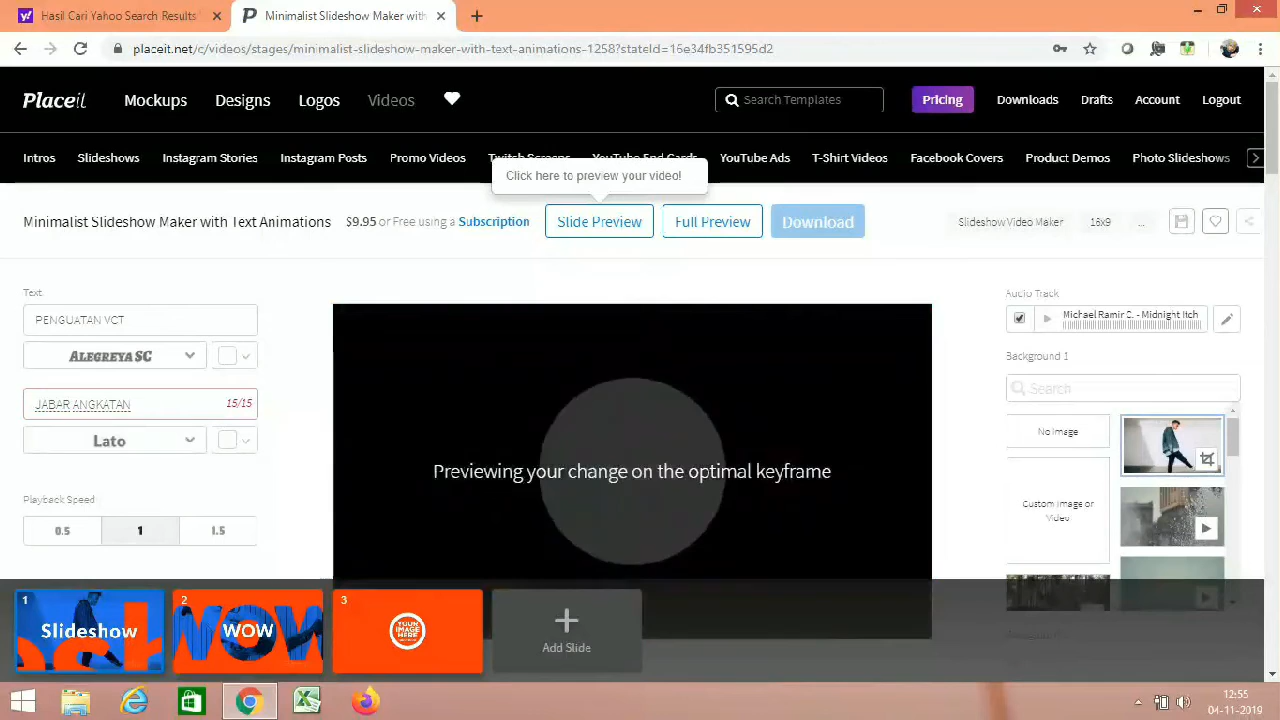 Hasil Cari Yahoo Search Results
Minimalist Slideshow Maker with
placeit.net/c/videos/stages/minimalist-slideshow-maker-with-text-animations-1258?stateId=16e34fb351595d2
Placeit
Mockups
Designs
Logos
Videos
Search Templates
Pricing
Downloads
Drafts
Account
Logout
Intros
Slideshows
Instagram Stories
Instagram Posts
Promo Videos
Twitch Screens
YouTube End Cards
YouTube Ads
T-Shirt Videos
Facebook Covers
Product Demos
Photo Slideshows
Click here to preview your video!
Minimalist Slideshow Maker with Text Animations
$9.95 or Free using a Subscription
Slide Preview
Full Preview
Download
Slideshow Video Maker
16x9
...
Text
PENGUATAN VCT
ALEGREYA SC
JABAR ANGKATAN
15/15
Lato
Playback Speed
0.5
1
1.5
Previewing your change on the optimal keyframe
Audio Track
Michael Ramir C. - Midnight Itch
Background 1
Search
No Image
Custom Image or
Video
1
Slideshow
2
WOW
3
YOUR
IMAGE
HERE
Add Slide
12:55
04-11-2019